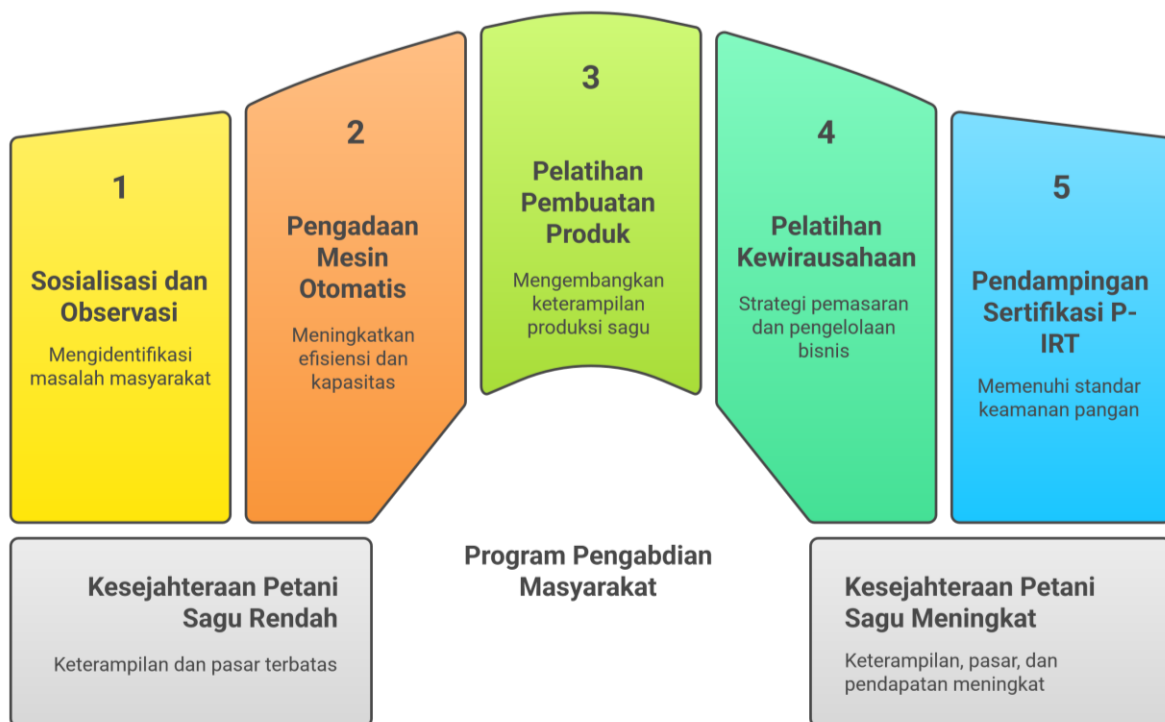 1
Sosialisasi dan
Observasi
Mengidentifikasi
masalah masyarakat
2
Pengadaan
Mesin
Otomatis
Meningkatkan
efisiensi dan
kapasitas
3
Pelatihan
Pembuatan
Produk
Mengembangkan
keterampilan
produksi sagu
4
Pelatihan
Kewirausahaan
Strategi pemasaran
dan pengelolaan
bisnis
5
Pendampingan
Sertifikasi P-
IRT
Memenuhi standar
keamanan pangan
Kesejahteraan Petani
Sagu Rendah
Keterampilan dan pasar terbatas
Program Pengabdian
Masyarakat
Kesejahteraan Petani
Sagu Meningkat
Keterampilan, pasar, dan
pendapatan meningkat